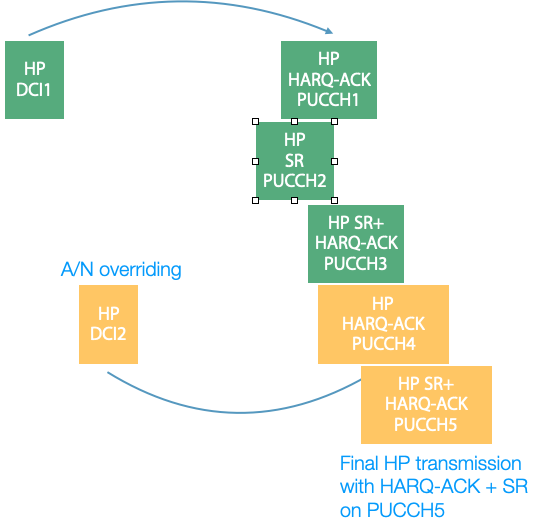 HP
DCI1
HP
HARQ-ACK
PUCCH1
HP
SR
PUCCH2
HP SR+
HARQ-ACK
PUCCH3
A/N overriding
HP
DCI2
HP
HARQ-ACK
PUCCH4
HP SR+
HARQ-ACK
PUCCH5
Final HP transmission
with HARQ-ACK + SR
on PUCCH5